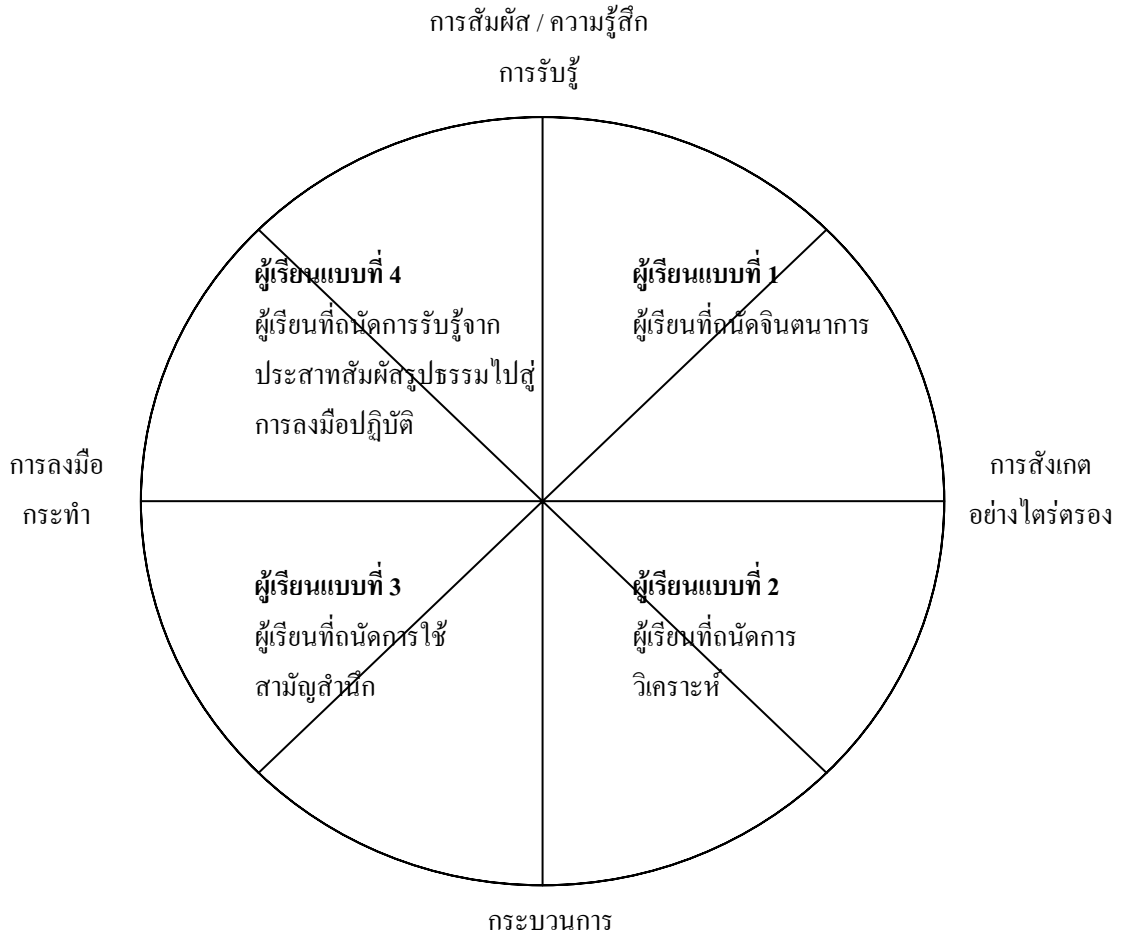 การสัมผัส / ความรู้สึก
การรับรู้
ผู้เรียนแบบที่ 4
ผู้เรียนที่ถนัดการรับรู้จาก
ประสาทสัมผัสรูปธรรมไปสู่
การลงมือปฏิบัติ
ผู้เรียนแบบที่ 1
ผู้เรียนที่ถนัดจินตนาการ
การลงมือ
กระทำ
การสังเกต
อย่างไตร่ตรอง
ผู้เรียนแบบที่ 3
ผู้เรียนที่ถนัดการใช้
สามัญสำนึก
ผู้เรียนแบบที่ 2
ผู้เรียนที่ถนัดการ
วิเคราะห์
กระบวนการ